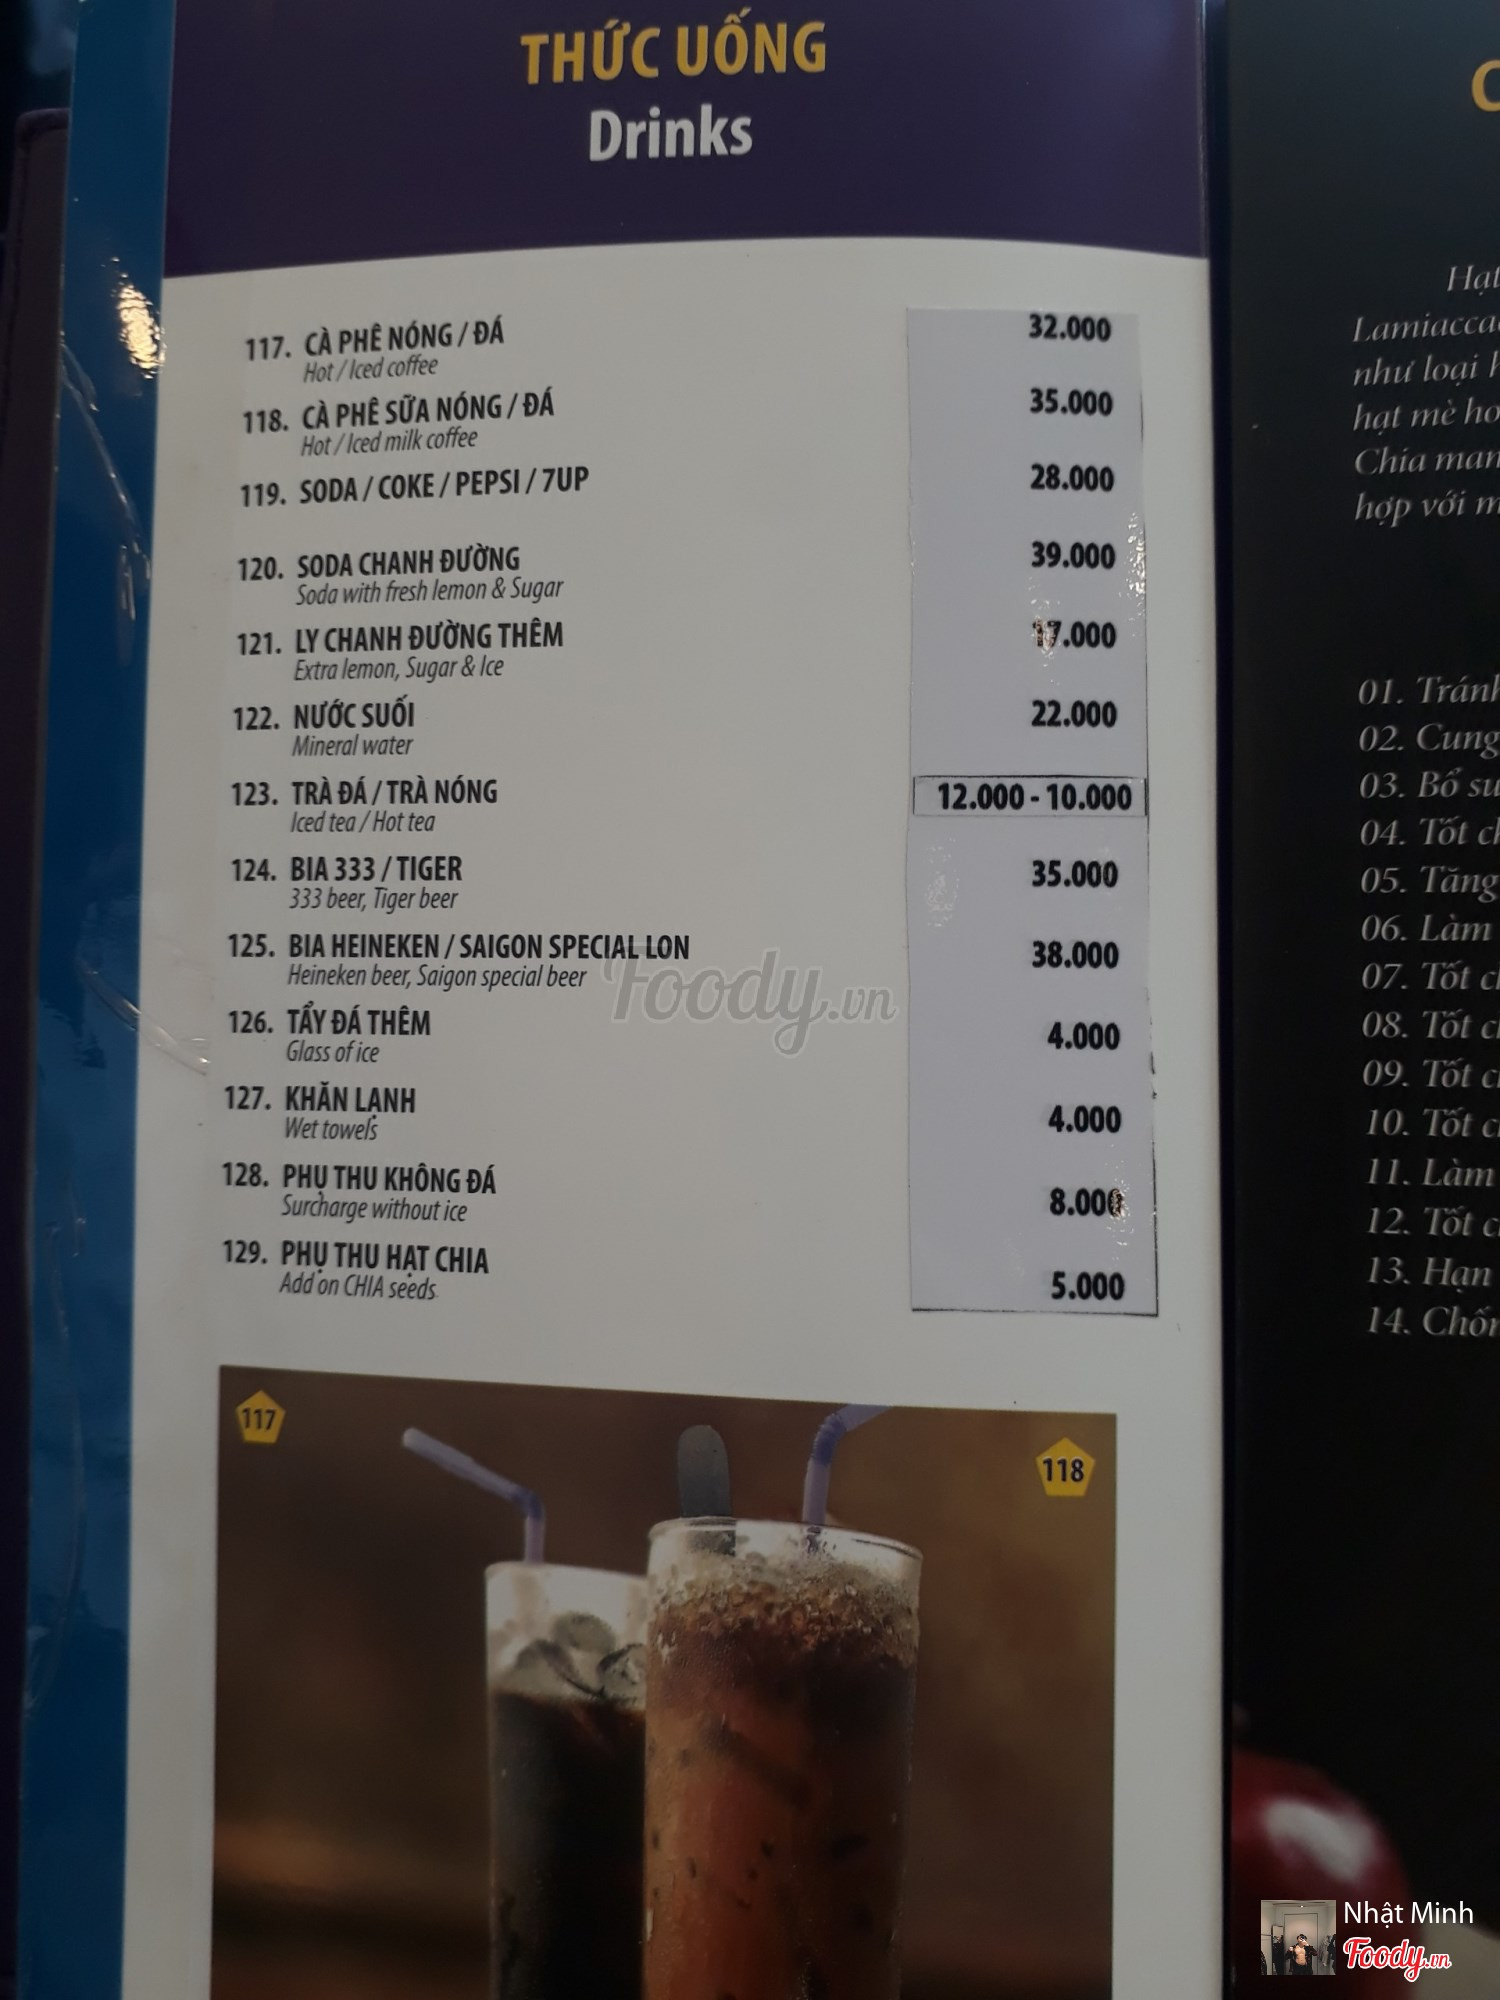 THỨC UỐNG
Drinks
117. CÀ PHÊ NÓNG / ĐÁ 32.000
Hot / Iced coffee
118. CÀ PHÊ SỮA NÓNG / ĐÁ 35.000
Hot / Iced milk coffee
119. SODA / COKE / PEPSI / 7UP 28.000
120. SODA CHANH ĐƯỜNG 39.000
Soda with fresh lemon & Sugar
121. LY CHANH ĐƯỜNG THÊM 17.000
Extra lemon, Sugar & Ice
122. NƯỚC SUỐI 22.000
Mineral water
123. TRÀ ĐÁ / TRÀ NÓNG 12.000 - 10.000
Iced tea / Hot tea
124. BIA 333 / TIGER 35.000
333 beer, Tiger beer
125. BIA HEINEKEN / SAIGON SPECIAL LON 38.000
Heineken beer, Saigon special beer
126. TẨY ĐÁ THÊM 4.000
Glass of ice
127. KHĂN LẠNH 4.000
Wet towels
128. PHỤ THU KHÔNG ĐÁ 8.000
Surcharge without ice
129. PHỤ THU HẠT CHIA 5.000
Add on CHIA seeds
117
118
Foody.vn
Hạt
như loại
hạt mè
Chia
hợp với
01.
02. Cung
03. Bổ
04. Tốt
05. Tăng
06. Làm
07. Tốt
08. Tốt
09. Tốt
10. Tốt
11. Làm
12. Tốt
13. Hạn
14.
Nhật Minh
Foody.vn